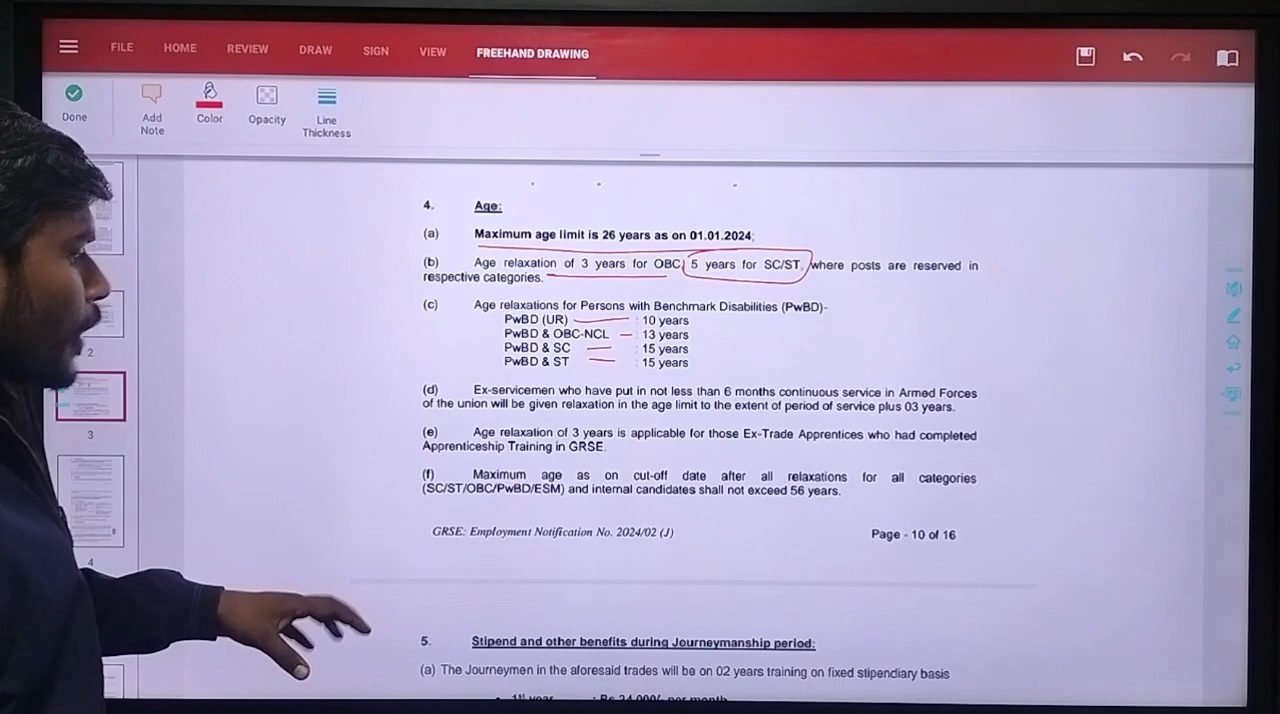 FILE HOME REVIEW DRAW SIGN VIEW FREEHAND DRAWING
Done Add Note Color Opacity Line Thickness
4. Age:
(a) Maximum age limit is 26 years as on 01.01.2024;
(b) Age relaxation of 3 years for OBC, 5 years for SC/ST, where posts are reserved in
respective categories.
(c) Age relaxations for Persons with Benchmark Disabilities (PwBD)-
PwBD (UR) : 10 years
PwBD & OBC-NCL : 13 years
PwBD & SC : 15 years
PwBD & ST : 15 years
(d) Ex-servicemen who have put in not less than 6 months continuous service in Armed Forces
of the union will be given relaxation in the age limit to the extent of period of service plus 03 years.
(e) Age relaxation of 3 years is applicable for those Ex-Trade Apprentices who had completed
Apprenticeship Training in GRSE.
(f) Maximum age as on cut-off date after all relaxations for all categories
(SC/ST/OBC/PwBD/ESM) and internal candidates shall not exceed 56 years.
GRSE: Employment Notification No. 2024/02 (J) Page - 10 of 16
5. Stipend and other benefits during Journeymanship period:
(a) The Journeymen in the aforesaid trades will be on 02 years training on fixed stipendiary basis
1st year : Rs 24,000/- per month
2
3
4